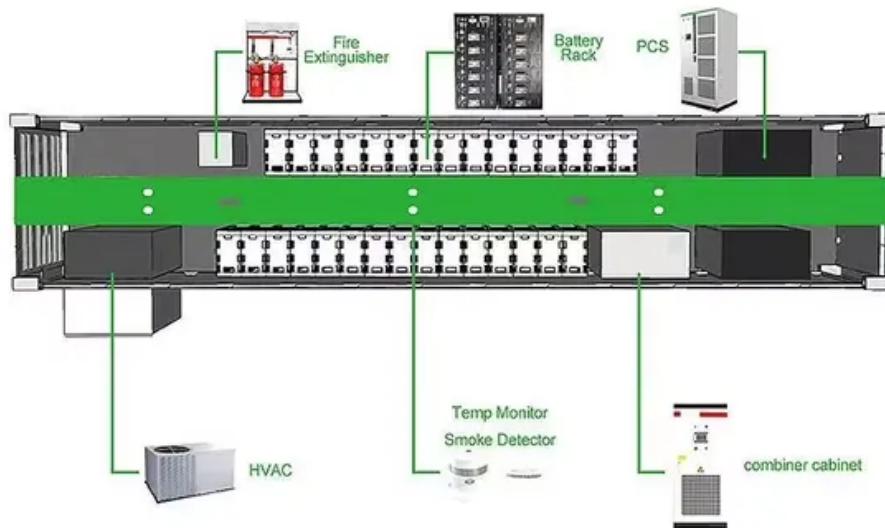 Fire
Extinguisher
Battery
Rack
PCS
Temp Monitor
Smoke Detector
HVAC
combiner cabinet